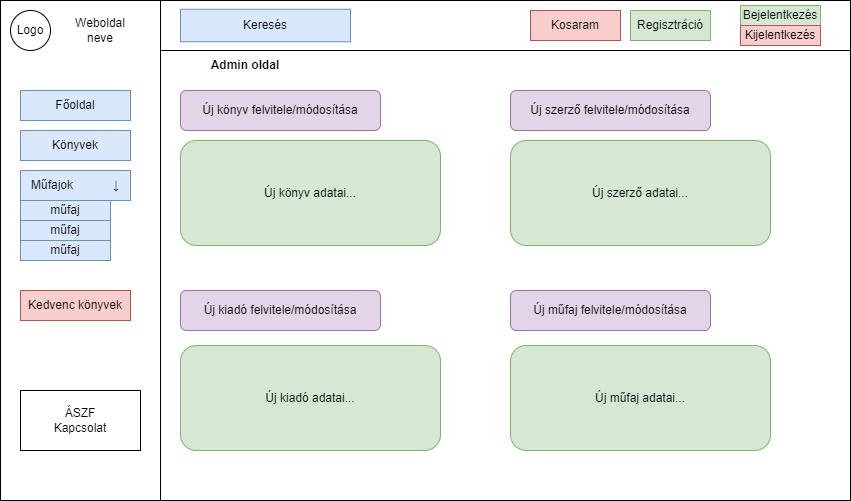 Logo
Weboldal
neve
Keresés
Kosaram
Regisztráció
Bejelentkezés
Kijelentkezés
Admin oldal
Főoldal
Könyvek
Műfajok ↓
műfaj
műfaj
műfaj
Kedvenc könyvek
ÁSZF
Kapcsolat
Új könyv felvitele/módosítása
Új szerző felvitele/módosítása
Új könyv adatai...
Új szerző adatai...
Új kiadó felvitele/módosítása
Új műfaj felvitele/módosítása
Új kiadó adatai...
Új műfaj adatai...